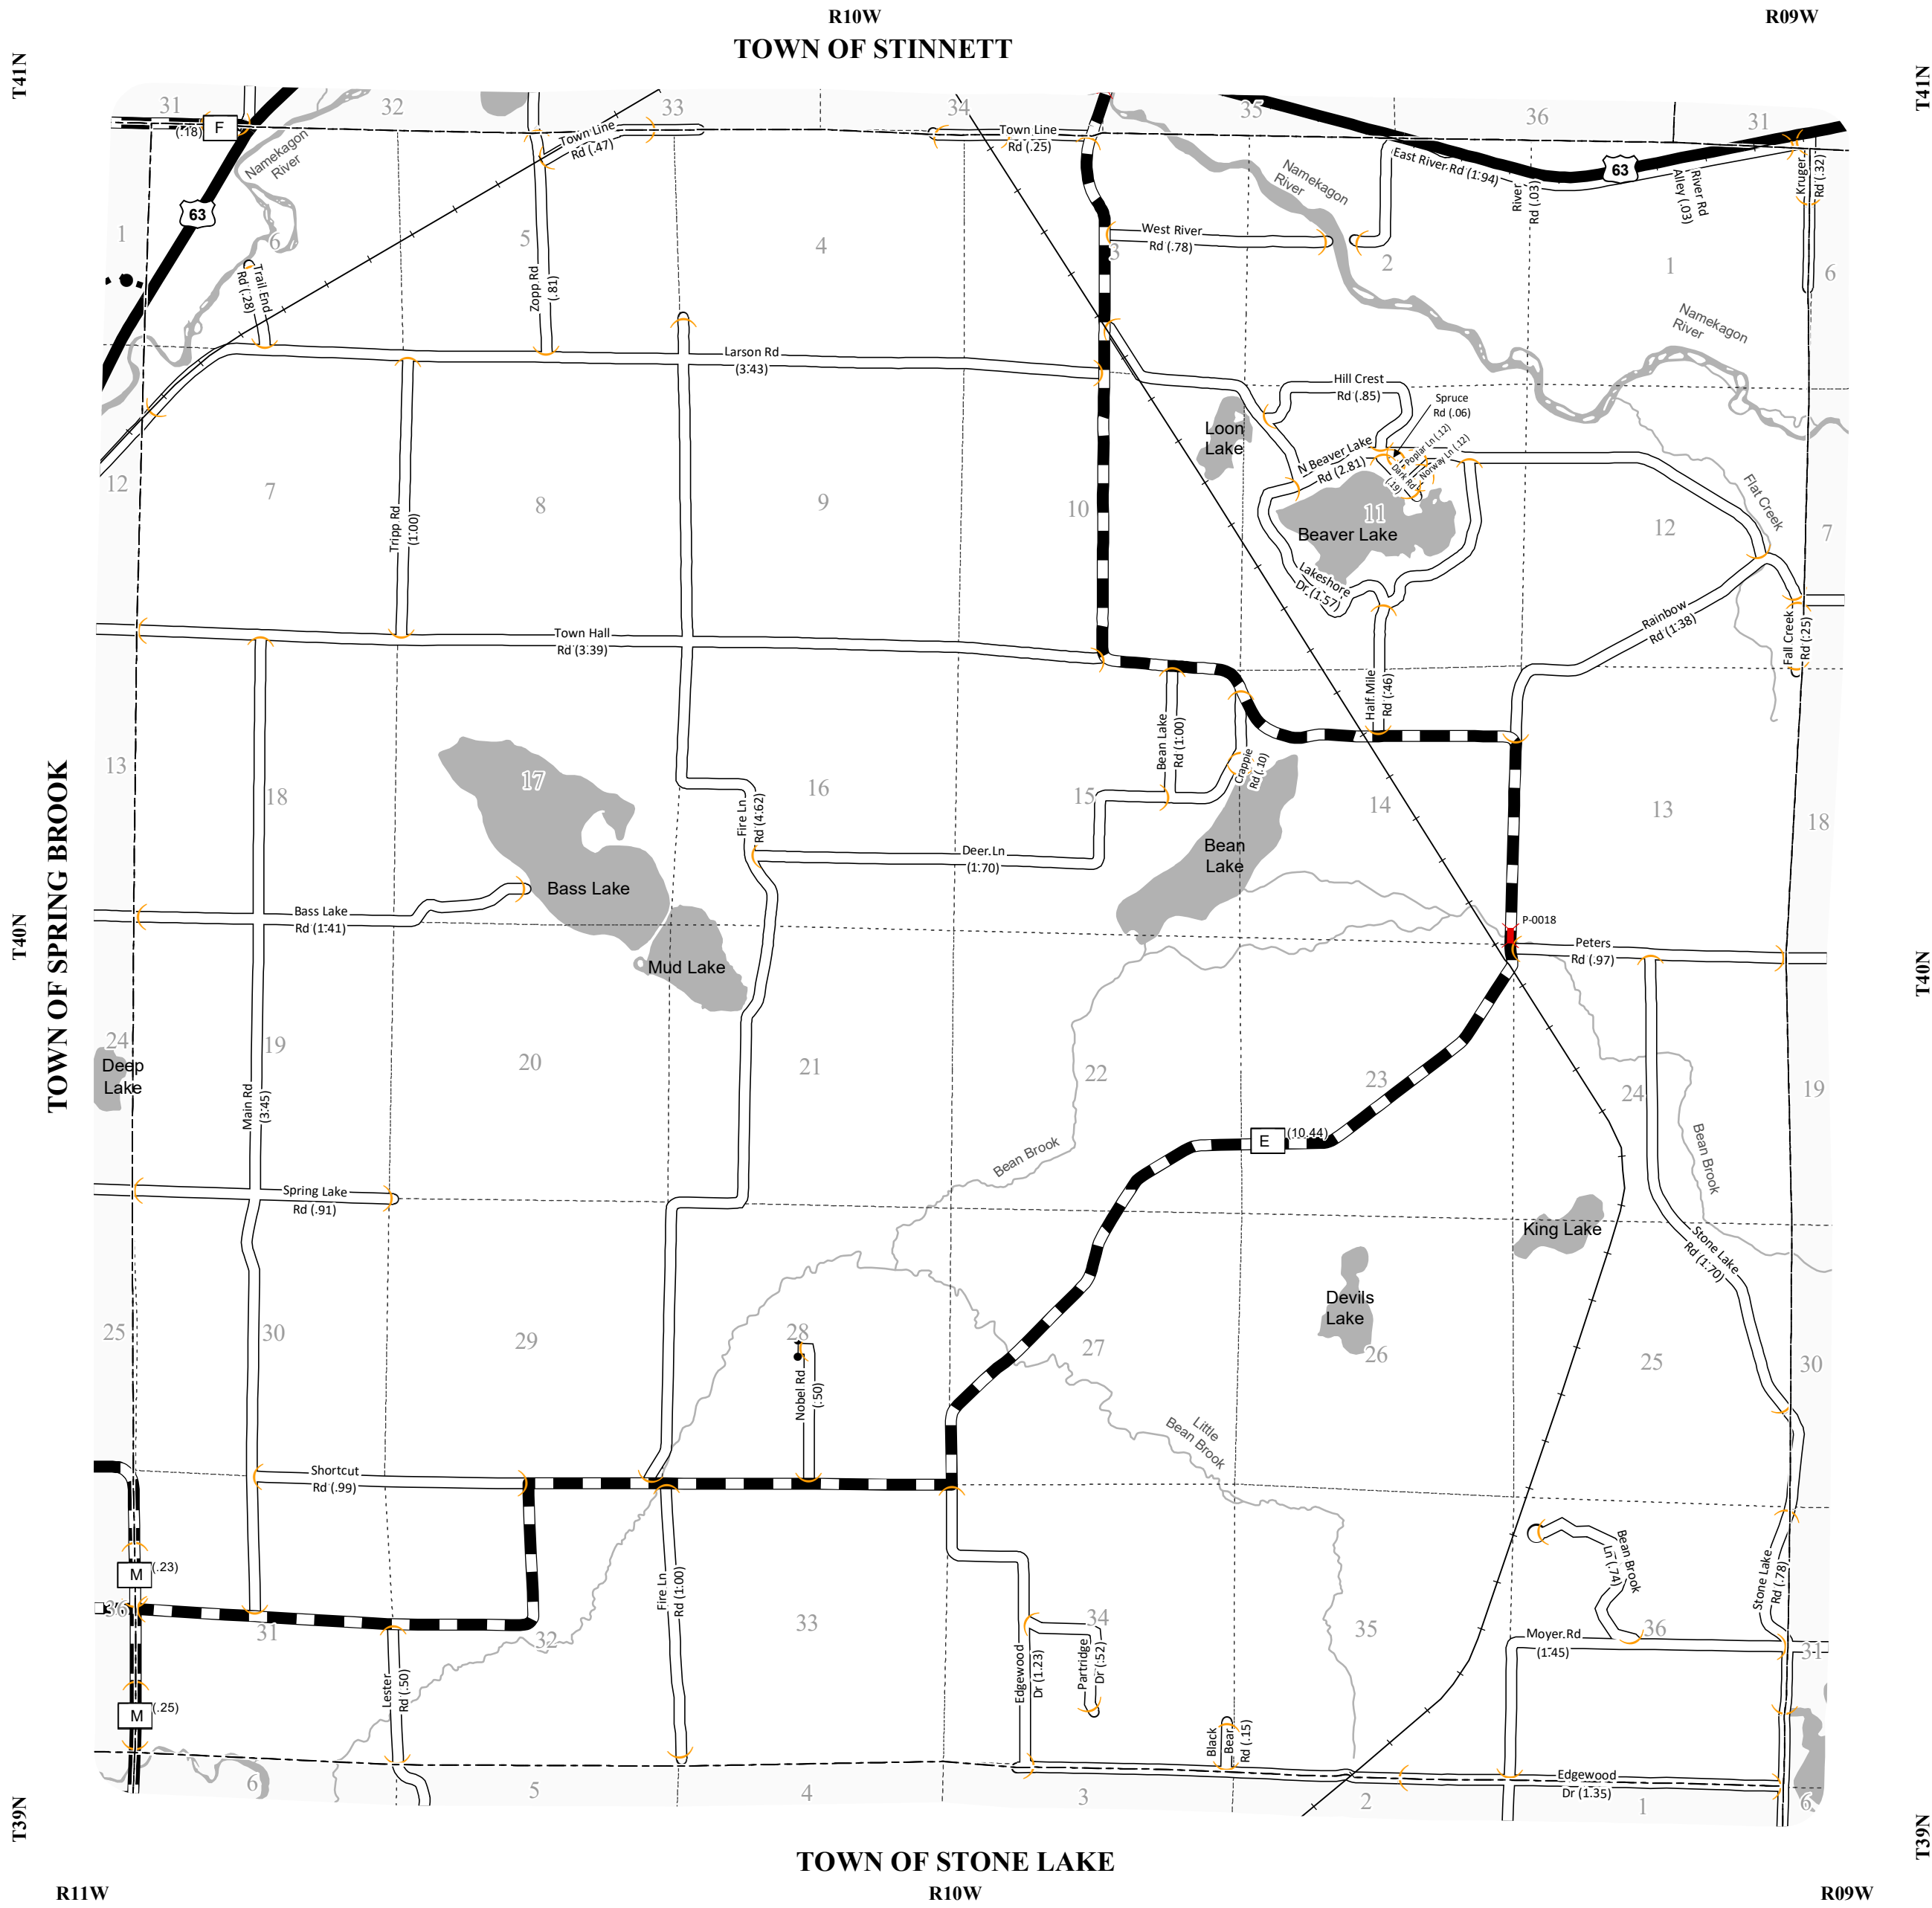 R10W
R09W
TOWN OF STINNETT
T41N
T41N
31
32
33
34
35
36
31
(.18)
F
Namekagon
River
Town Line
Rd (.47)
Town Line
Rd (.25)
East River Rd (1.94)
63
River
Rd (.03)
River Rd
Alley (.03)
Kruger
Rd (.32)
Namekagon
River
63
1
6
5
4
3
2
1
6
West River
Rd (.78)
Trail End
Rd (.28)
Zopp Rd
(.81)
Namekagon
River
Larson Rd
(3.43)
Hill Crest
Rd (.85)
Spruce
Rd (.06)
Loon
Lake
N Beaver Lake
Rd (2.81)
Poplar Ln (.12)
Norway Ln (.12)
Dark Rd
(.19)
12
7
8
9
10
11
12
7
Tripp Rd
(1.00)
Beaver Lake
Flat Creek
Lakeshore
Dr (1.57)
Rainbow
Rd (1.38)
Fall Creek
Rd (.25)
Town Hall
Rd (3.39)
Half Mile
Rd (.46)
Bean Lake
Rd (1.00)
Crappie
Rd (.10)
13
18
17
16
15
14
13
18
Fire Ln
Rd (4.62)
Deer Ln
(1.70)
Bean
Lake
Bass Lake
Bass Lake
Rd (1.41)
P-0018
Peters
Rd (.97)
TOWN OF SPRING BROOK
T40N
T40N
Mud Lake
24
19
20
21
22
23
24
19
Deep
Lake
Main Rd
(3.45)
E
(10.44)
Bean Brook
Bean Brook
Spring Lake
Rd (.91)
King Lake
Stone Lake
Rd (1.70)
Devils
Lake
25
30
29
28
27
26
25
30
Nobel Rd
(.50)
Little
Bean Brook
Shortcut
Rd (.99)
M
(.23)
Fire Ln
Rd (1.00)
Bean Brook
Ln (.74)
Stone Lake
Rd (.78)
36
31
32
33
34
35
36
31
Moyer Rd
(1.45)
Edgewood
Dr (1.23)
Partridge
Dr (.52)
Lester
Rd (.50)
M
(.25)
Black
Bear
Rd (.15)
Edgewood
Dr (1.35)
6
5
4
3
2
1
6
T39N
T39N
TOWN OF STONE LAKE
R11W
R10W
R09W